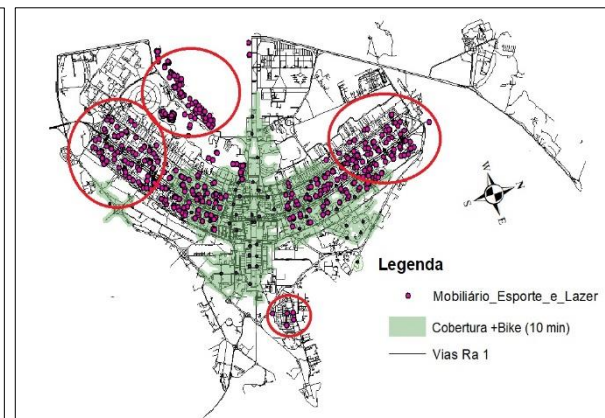 N
W
S
E
Legenda
Mobiliário_Esporte_e_Lazer
Cobertura +Bike (10 min)
Vias Ra 1